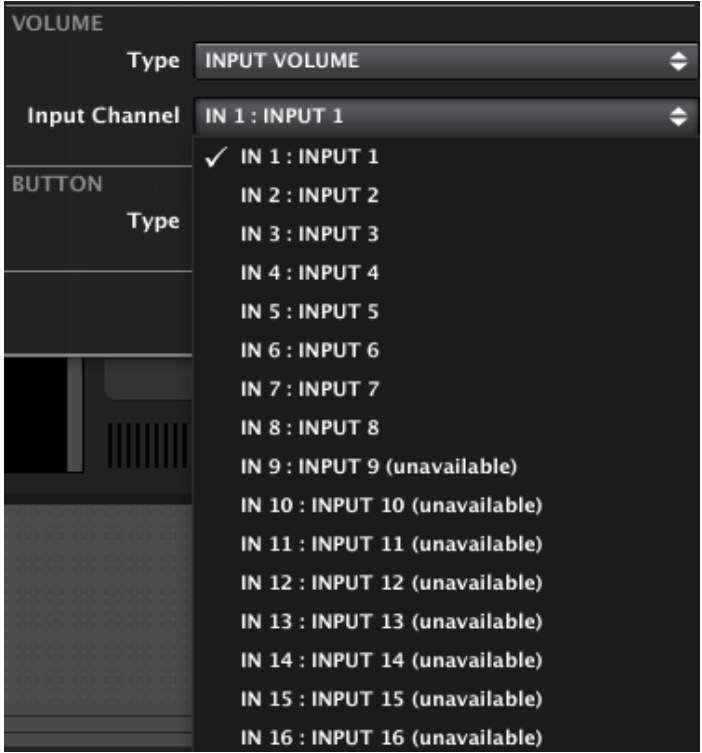 VOLUME
Type INPUT VOLUME
Input Channel IN 1 : INPUT 1
✓ IN 1 : INPUT 1
BUTTON
IN 2 : INPUT 2
Type
IN 3 : INPUT 3
IN 4 : INPUT 4
IN 5 : INPUT 5
IN 6 : INPUT 6
IN 7 : INPUT 7
IN 8 : INPUT 8
IN 9 : INPUT 9 (unavailable)
IN 10 : INPUT 10 (unavailable)
IN 11 : INPUT 11 (unavailable)
IN 12 : INPUT 12 (unavailable)
IN 13 : INPUT 13 (unavailable)
IN 14 : INPUT 14 (unavailable)
IN 15 : INPUT 15 (unavailable)
IN 16 : INPUT 16 (unavailable)